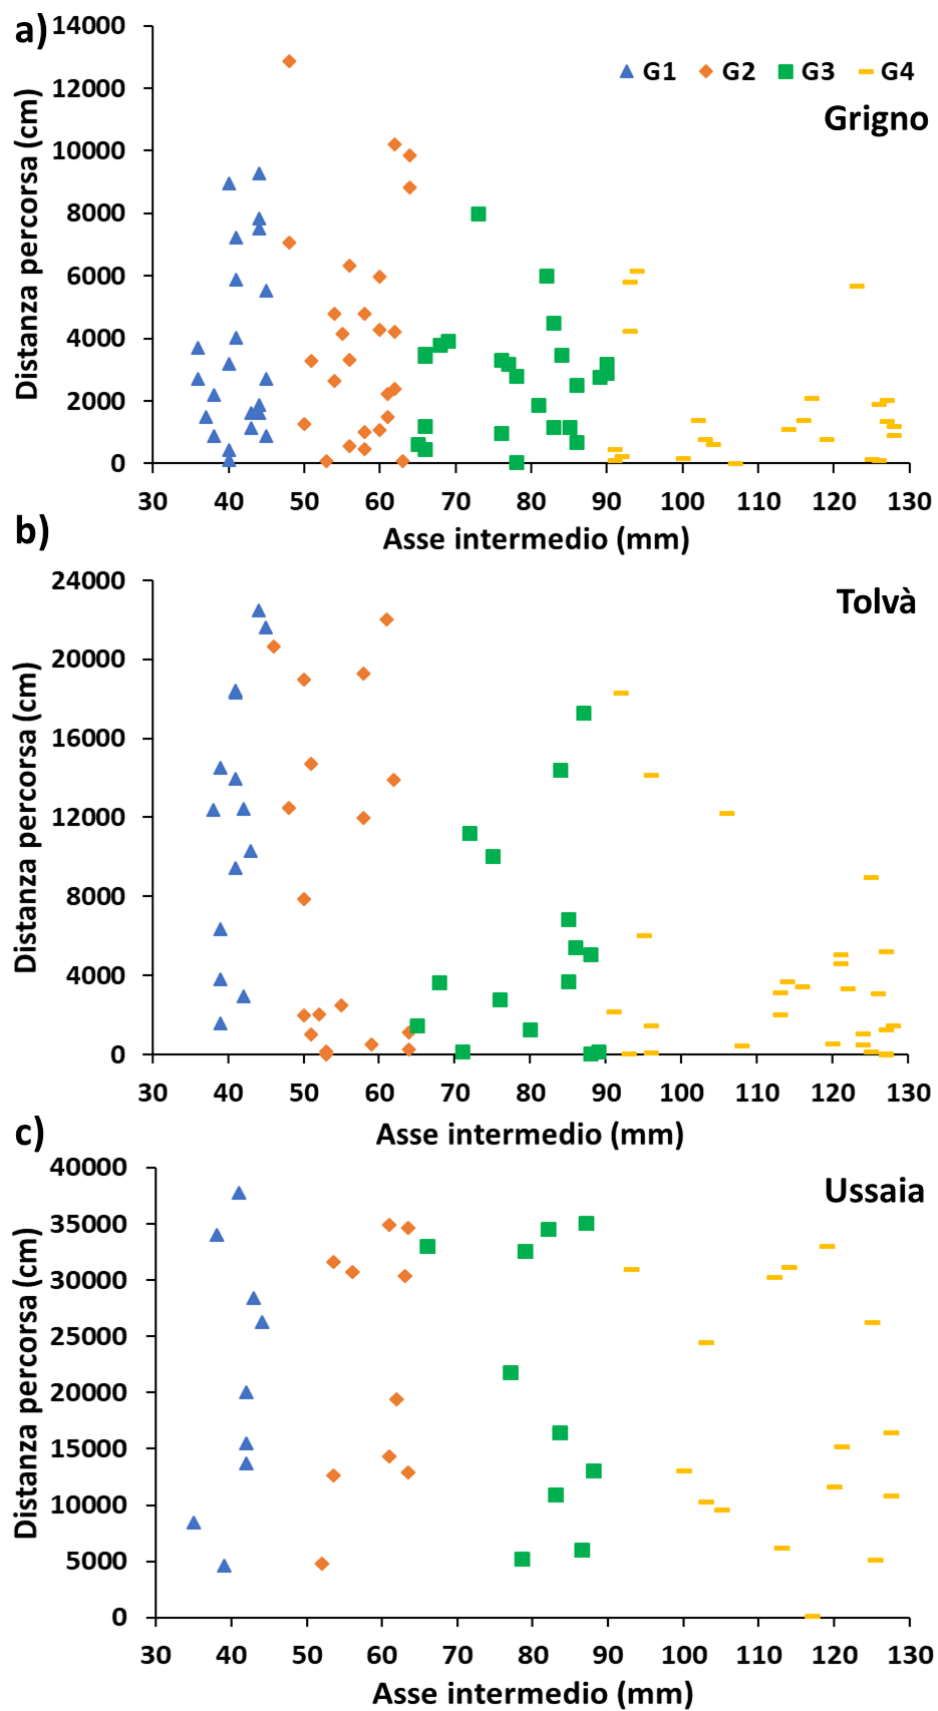 a)
14000
12000
10000
8000
6000
4000
2000
0
Distanza percorsa (cm)
G1 G2 G3 G4
Grigno
30 40 50 60 70 80 90 100 110 120 130
Asse intermedio (mm)
b)
24000
20000
16000
12000
8000
4000
0
Distanza percorsa (cm)
Tolvà
30 40 50 60 70 80 90 100 110 120 130
Asse intermedio (mm)
c)
40000
35000
30000
25000
20000
15000
10000
5000
0
Distanza percorsa (cm)
Ussaia
30 40 50 60 70 80 90 100 110 120 130
Asse intermedio (mm)